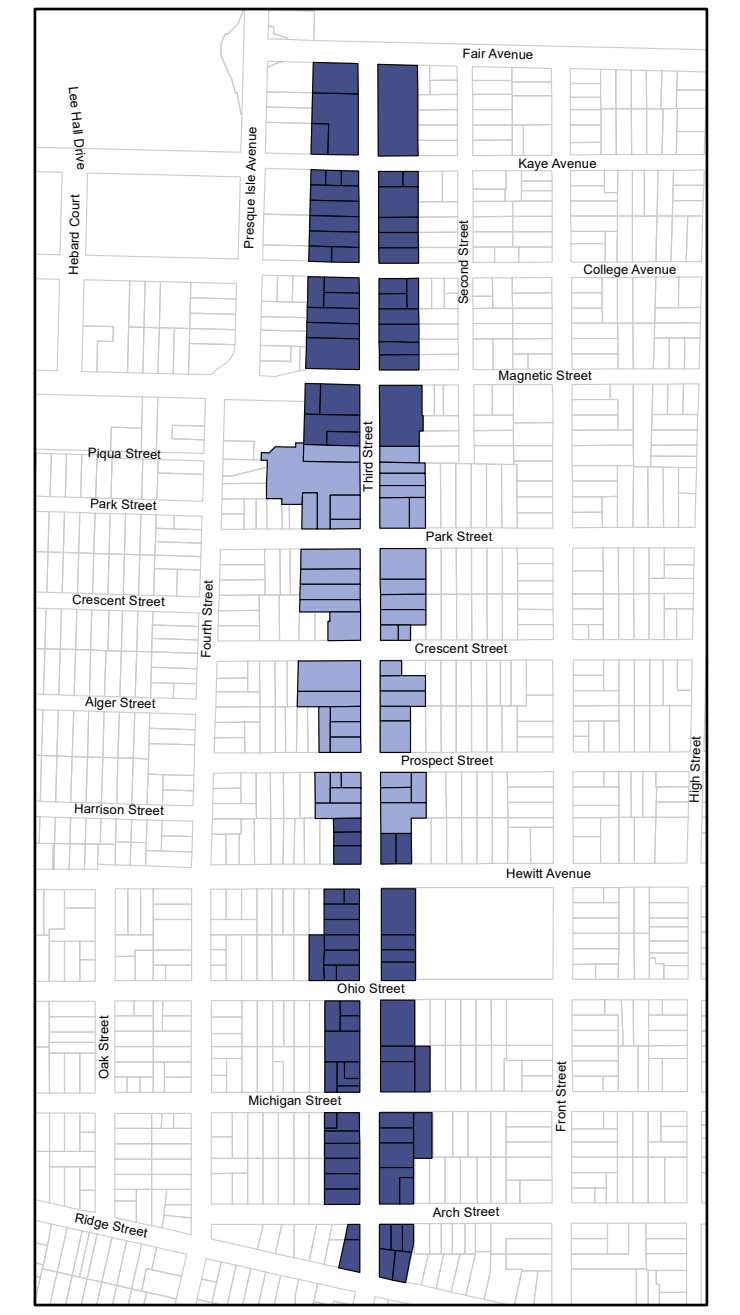 Fair Avenue
Lee Hall Drive
Presque Isle Avenue
Kaye Avenue
Hebard Court
Second Street
College Avenue
Magnetic Street
Third Street
Piqua Street
Park Street
Park Street
Fourth Street
Crescent Street
Crescent Street
Alger Street
High Street
Prospect Street
Harrison Street
Hewitt Avenue
Ohio Street
Oak Street
Front Street
Michigan Street
Arch Street
Ridge Street